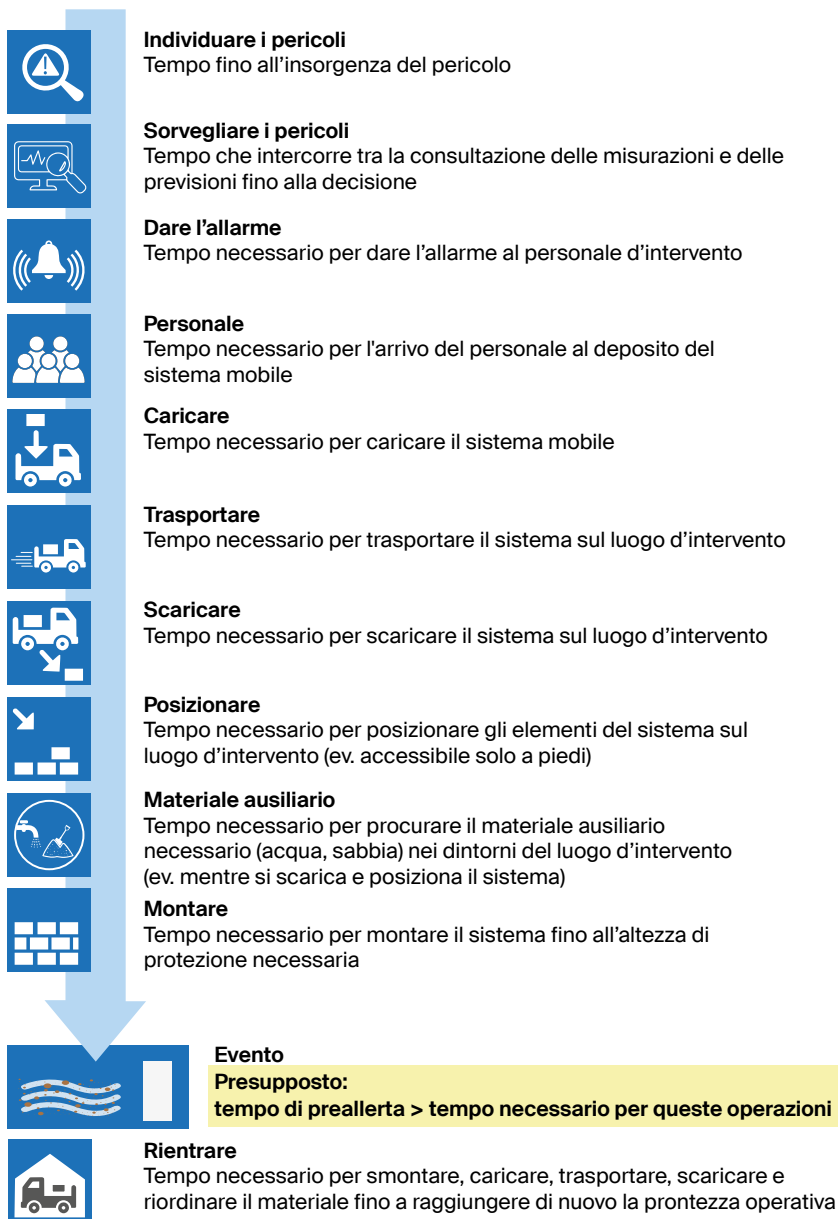 Individuare i pericoli
Tempo fino all’insorgenza del pericolo
Sorvegliare i pericoli
Tempo che intercorre tra la consultazione delle misurazioni e delle
previsioni fino alla decisione
Dare l’allarme
Tempo necessario per dare l’allarme al personale d’intervento
Personale
Tempo necessario per l'arrivo del personale al deposito del
sistema mobile
Caricare
Tempo necessario per caricare il sistema mobile
Trasportare
Tempo necessario per trasportare il sistema sul luogo d’intervento
Scaricare
Tempo necessario per scaricare il sistema sul luogo d’intervento
Posizionare
Tempo necessario per posizionare gli elementi del sistema sul
luogo d’intervento (ev. accessibile solo a piedi)
Materiale ausiliario
Tempo necessario per procurare il materiale ausiliario
necessario (acqua, sabbia) nei dintorni del luogo d’intervento
(ev. mentre si scarica e posiziona il sistema)
Montare
Tempo necessario per montare il sistema fino all’altezza di
protezione necessaria
Evento
Presupposto:
tempo di preallerta > tempo necessario per queste operazioni
Rientrare
Tempo necessario per smontare, caricare, trasportare, scaricare e
riordinare il materiale fino a raggiungere di nuovo la prontezza operativa